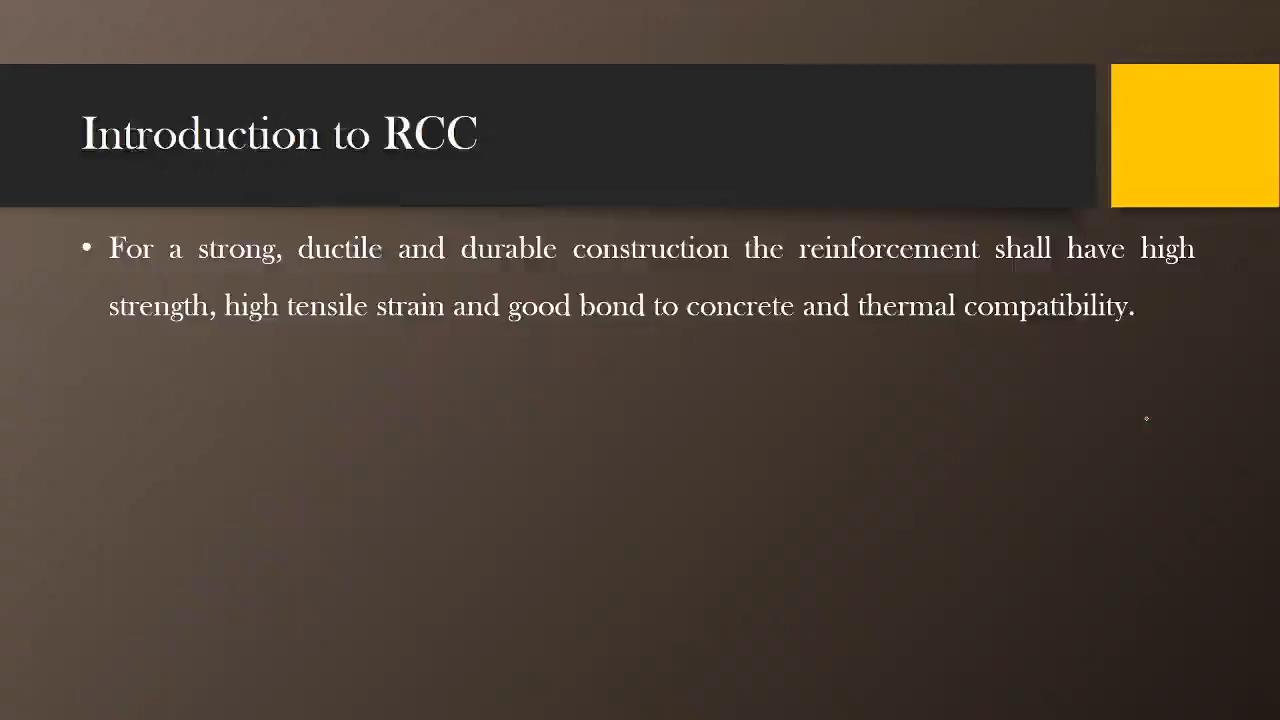 Introduction to RCC
• For a strong, ductile and durable construction the reinforcement shall have high
strength, high tensile strain and good bond to concrete and thermal compatibility.